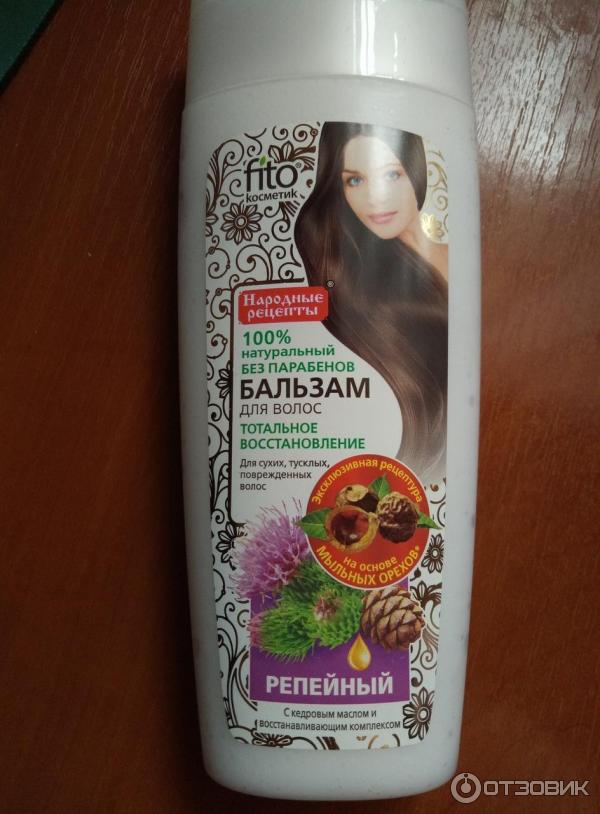 fito®
косметик
Народные
рецепты
®
100%
натуральный
БЕЗ ПАРАБЕНОВ
БАЛЬЗАМ
ДЛЯ ВОЛОС
ТОТАЛЬНОЕ
ВОССТАНОВЛЕНИЕ
Для сухих, тусклых,
поврежденных
волос
Эксклюзивная рецептура
на основе
МЫЛЬНЫХ ОРЕХОВ*
РЕПЕЙНЫЙ
С кедровым маслом и
восстанавливающим комплексом
ОТЗОВИК